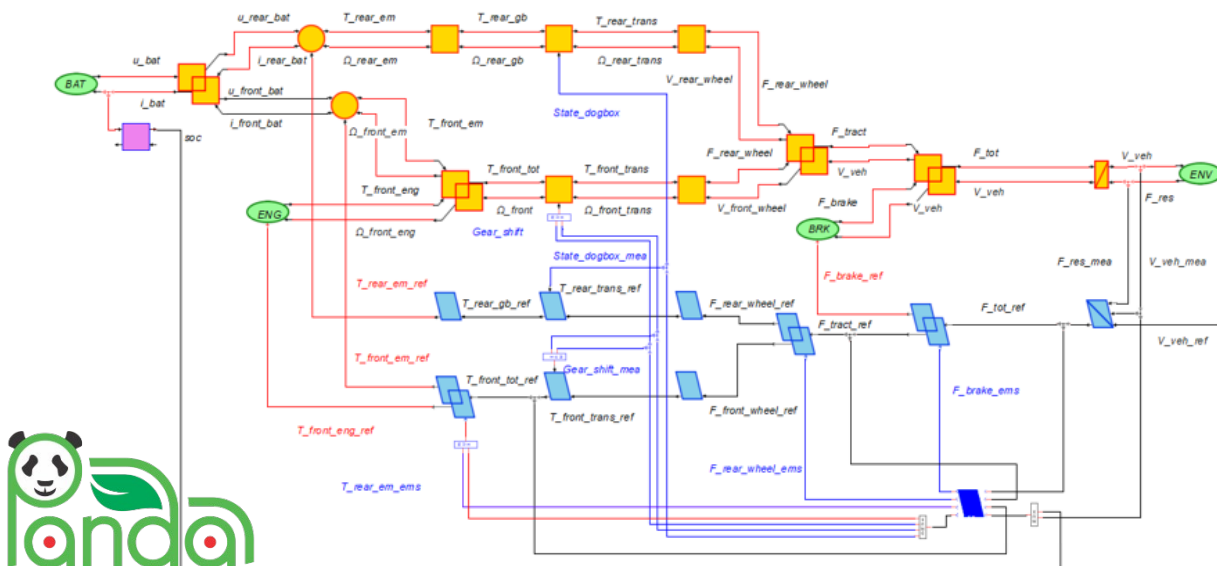 u_rear_bat
T_rear_em
T_rear_gb
T_rear_trans
u_bat
i_rear_bat
Ω_rear_em
Ω_rear_gb
Ω_rear_trans
BAT
u_front_bat
V_rear_wheel
F_rear_wheel
i_bat
State_dogbox
i_front_bat
Ω_front_em
T_front_em
soc
F_rear_wheel
F_tract
F_tot
V_veh
T_front_tot
T_front_trans
V_veh
V_veh
ENV
T_front_eng
F_res
ENG
Ω_front
Ω_front_trans
V_front_wheel
F_brake
V_veh
Ω_front_eng
Gear_shift
BRK
State_dogbox_mea
F_res_mea
V_veh_mea
T_rear_em_ref
T_rear_trans_ref
F_brake_ref
T_rear_gb_ref
F_rear_wheel_ref
F_tot_ref
F_tract_ref
V_veh_ref
T_front_em_ref
Gear_shift_mea
T_front_tot_ref
F_brake_ems
T_front_trans_ref
F_front_wheel_ref
T_front_eng_ref
F_rear_wheel_ems
T_rear_em_ems
Panda